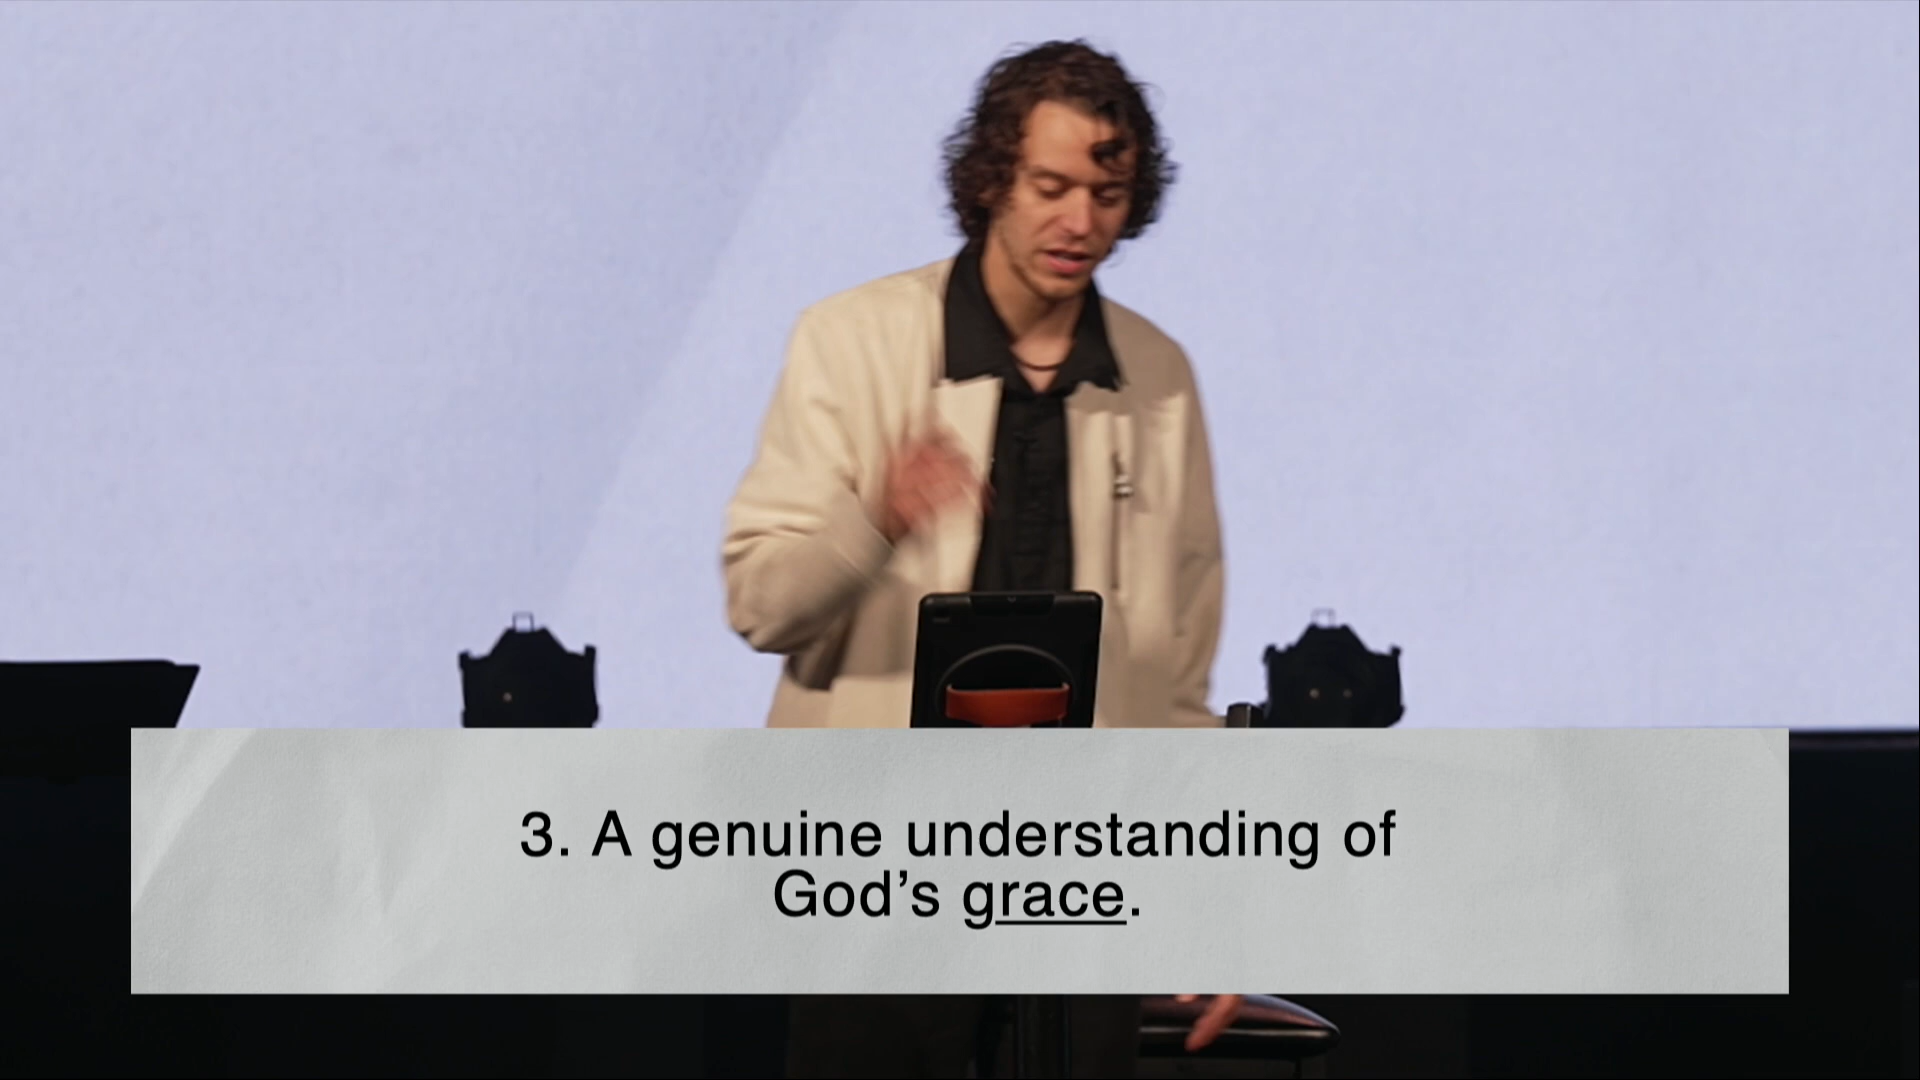 3. A genuine understanding of
God’s grace.